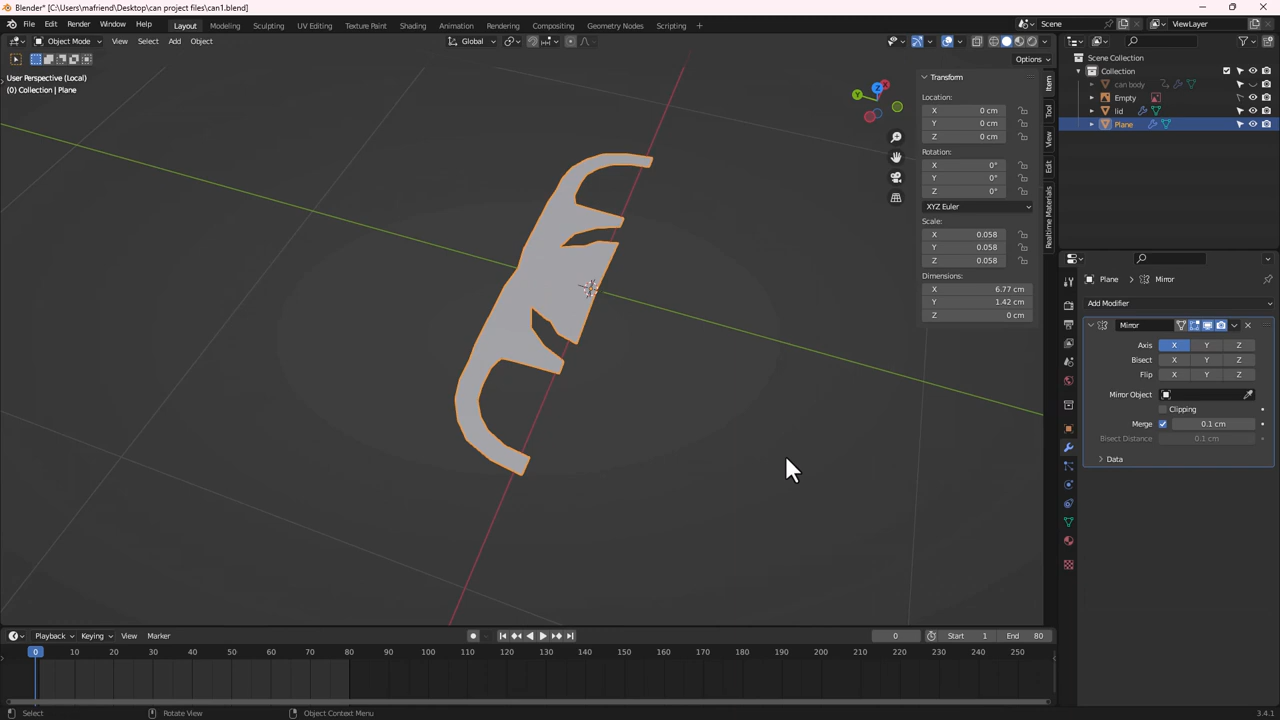 Blender* [C:\Users\mafriend\Desktop\can project files\can1.blend]
File Edit Render Window Help Layout Modeling Sculpting UV Editing Texture Paint Shading Animation Rendering Compositing Geometry Nodes Scripting + Scene ViewLayer
Object Mode View Select Add Object Global
Options
User Perspective (Local)
(0) Collection | Plane
X Y Z
Transform
Location:
X 0 cm
Y 0 cm
Z 0 cm
Rotation:
X 0°
Y 0°
Z 0°
XYZ Euler
Scale:
X 0.058
Y 0.058
Z 0.058
Dimensions:
X 6.77 cm
Y 1.42 cm
Z 0 cm
Item
Tool
View
Edit
Realtime Materials
Scene Collection
Collection
can body
Empty
lid
Plane
Plane > Mirror
Add Modifier
Mirror
Axis X Y Z
Bisect X Y Z
Flip X Y Z
Mirror Object
Clipping
Merge 0.1 cm
Bisect Distance 0.1 cm
Data
Playback Keying View Marker 0 Start 1 End 80
0 10 20 30 40 50 60 70 80 90 100 110 120 130 140 150 160 170 180 190 200 210 220 230 240 250
Select Rotate View Object Context Menu 3.4.1